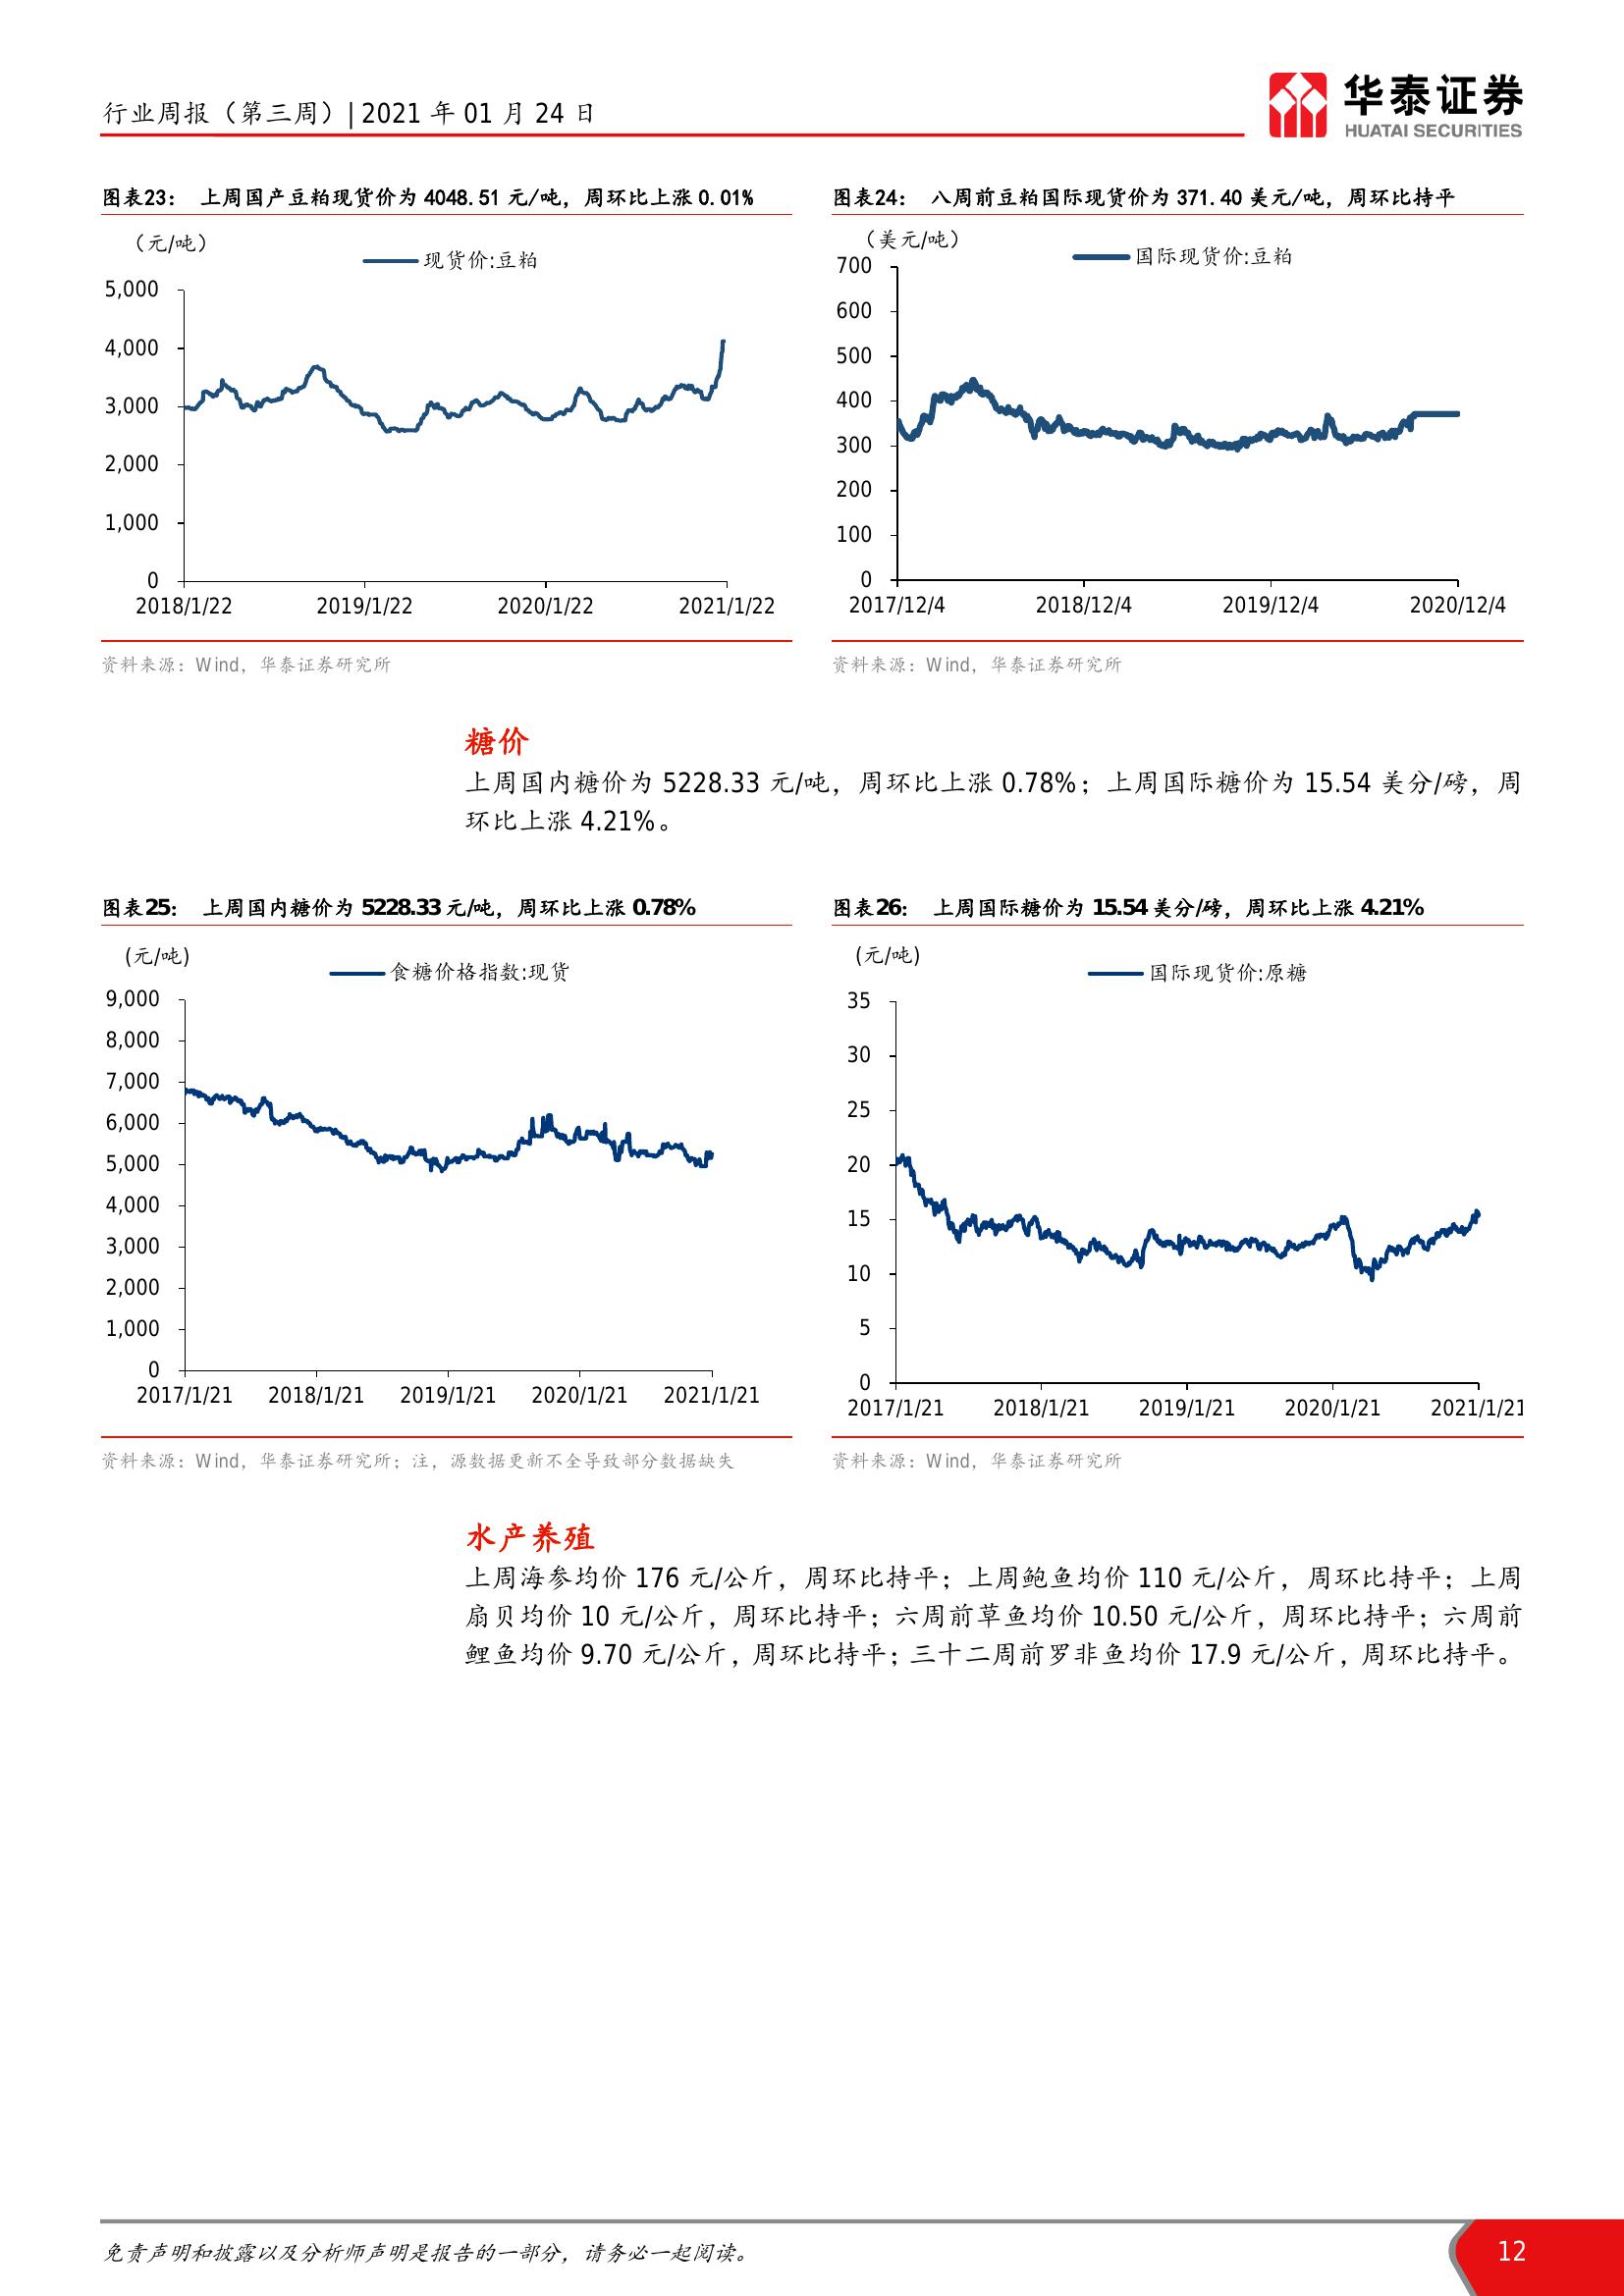 行业周报（第三周）| 2021 年 01 月 24 日
华泰证券
HUATAI SECURITIES
图表23： 上周国产豆粕现货价为 4048.51 元/吨，周环比上涨 0.01%
（元/吨）
现货价:豆粕
5,000
4,000
3,000
2,000
1,000
0
2018/1/22 2019/1/22 2020/1/22 2021/1/22
资料来源：Wind，华泰证券研究所
图表24： 八周前豆粕国际现货价为 371.40 美元/吨，周环比持平
（美元/吨）
国际现货价:豆粕
700
600
500
400
300
200
100
0
2017/12/4 2018/12/4 2019/12/4 2020/12/4
资料来源：Wind，华泰证券研究所
糖价
上周国内糖价为 5228.33 元/吨，周环比上涨 0.78%；上周国际糖价为 15.54 美分/磅，周
环比上涨 4.21%。
图表25： 上周国内糖价为 5228.33 元/吨，周环比上涨 0.78%
(元/吨)
食糖价格指数:现货
9,000
8,000
7,000
6,000
5,000
4,000
3,000
2,000
1,000
0
2017/1/21 2018/1/21 2019/1/21 2020/1/21 2021/1/21
资料来源：Wind，华泰证券研究所；注，源数据更新不全导致部分数据缺失
图表26： 上周国际糖价为 15.54 美分/磅，周环比上涨 4.21%
(元/吨)
国际现货价:原糖
35
30
25
20
15
10
5
0
2017/1/21 2018/1/21 2019/1/21 2020/1/21 2021/1/21
资料来源：Wind，华泰证券研究所
水产养殖
上周海参均价 176 元/公斤，周环比持平；上周鲍鱼均价 110 元/公斤，周环比持平；上周
扇贝均价 10 元/公斤，周环比持平；六周前草鱼均价 10.50 元/公斤，周环比持平；六周前
鲤鱼均价 9.70 元/公斤，周环比持平；三十二周前罗非鱼均价 17.9 元/公斤，周环比持平。
免责声明和披露以及分析师声明是报告的一部分，请务必一起阅读。
12